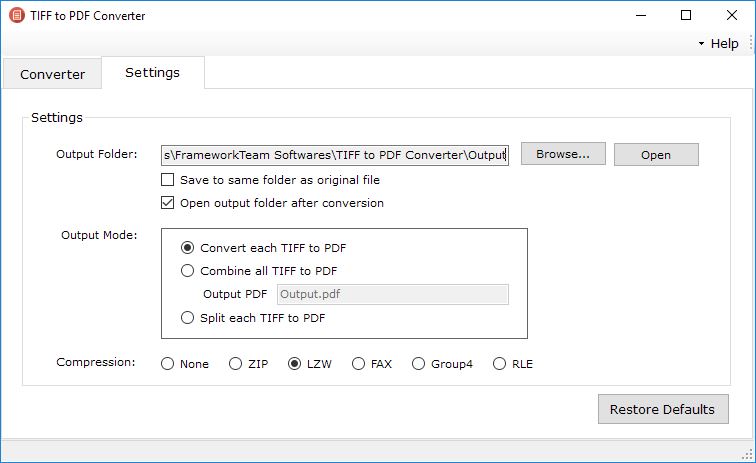 TIFF to PDF Converter
Help
Converter Settings
Settings
Output Folder: s\FrameworkTeam Softwares\TIFF to PDF Converter\Output Browse... Open
Save to same folder as original file
Open output folder after conversion
Output Mode:
Convert each TIFF to PDF
Combine all TIFF to PDF
Output PDF Output.pdf
Split each TIFF to PDF
Compression: None ZIP LZW FAX Group4 RLE
Restore Defaults